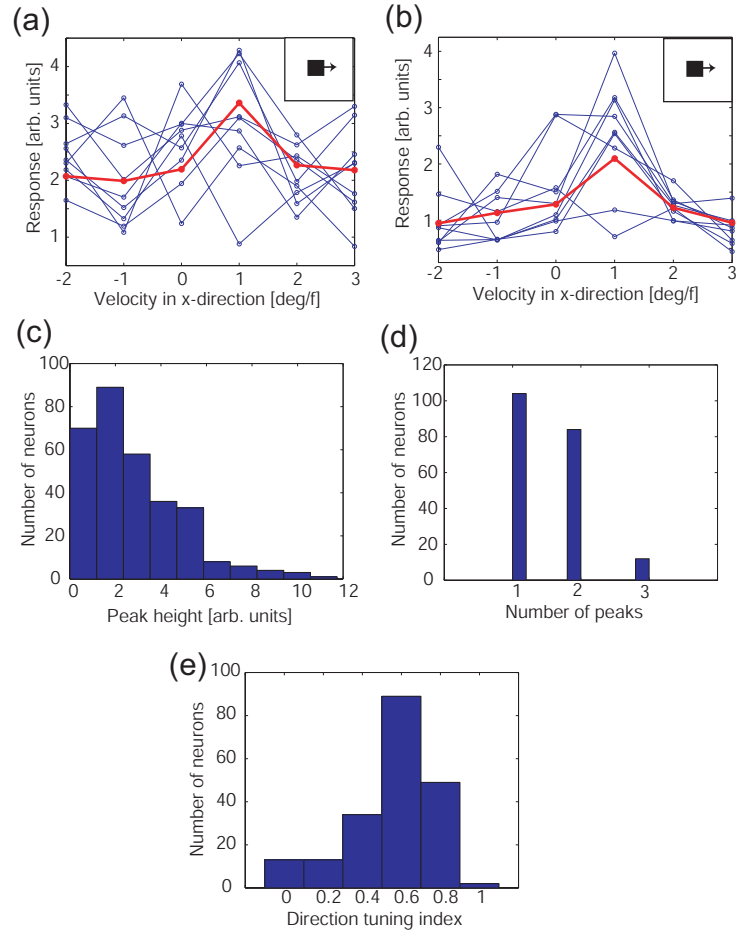 (a)
4
3
2
1
Response [arb. units]
-2 -1 0 1 2 3
Velocity in x-direction [deg/f]
(b)
4
3
2
1
Response [arb. units]
-2 -1 0 1 2 3
Velocity in x-direction [deg/f]
(c)
100
80
60
40
20
0
Number of neurons
0 2 4 6 8 10 12
Peak height [arb. units]
(d)
120
100
80
60
40
20
0
Number of neurons
1 2 3
Number of peaks
(e)
100
80
60
40
20
0
Number of neurons
0 0.2 0.4 0.6 0.8 1
Direction tuning index